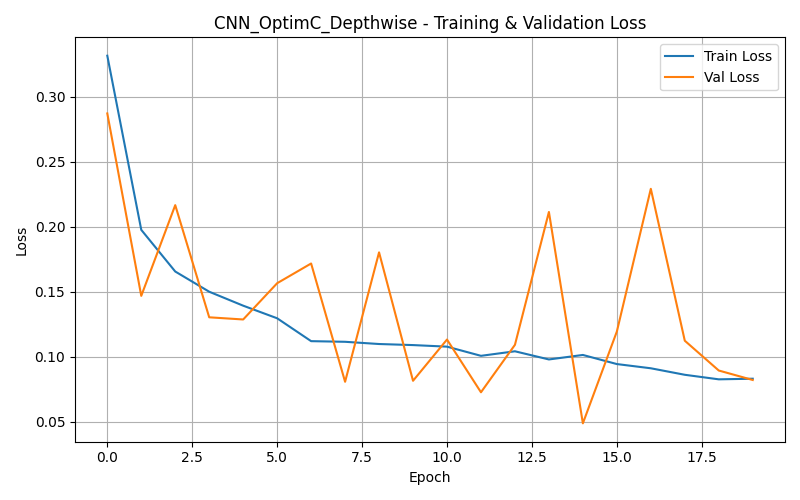 CNN_OptimC_Depthwise - Training & Validation Loss
Train Loss
Val Loss
0.30
0.25
0.20
0.15
0.10
0.05
Loss
0.0 2.5 5.0 7.5 10.0 12.5 15.0 17.5
Epoch